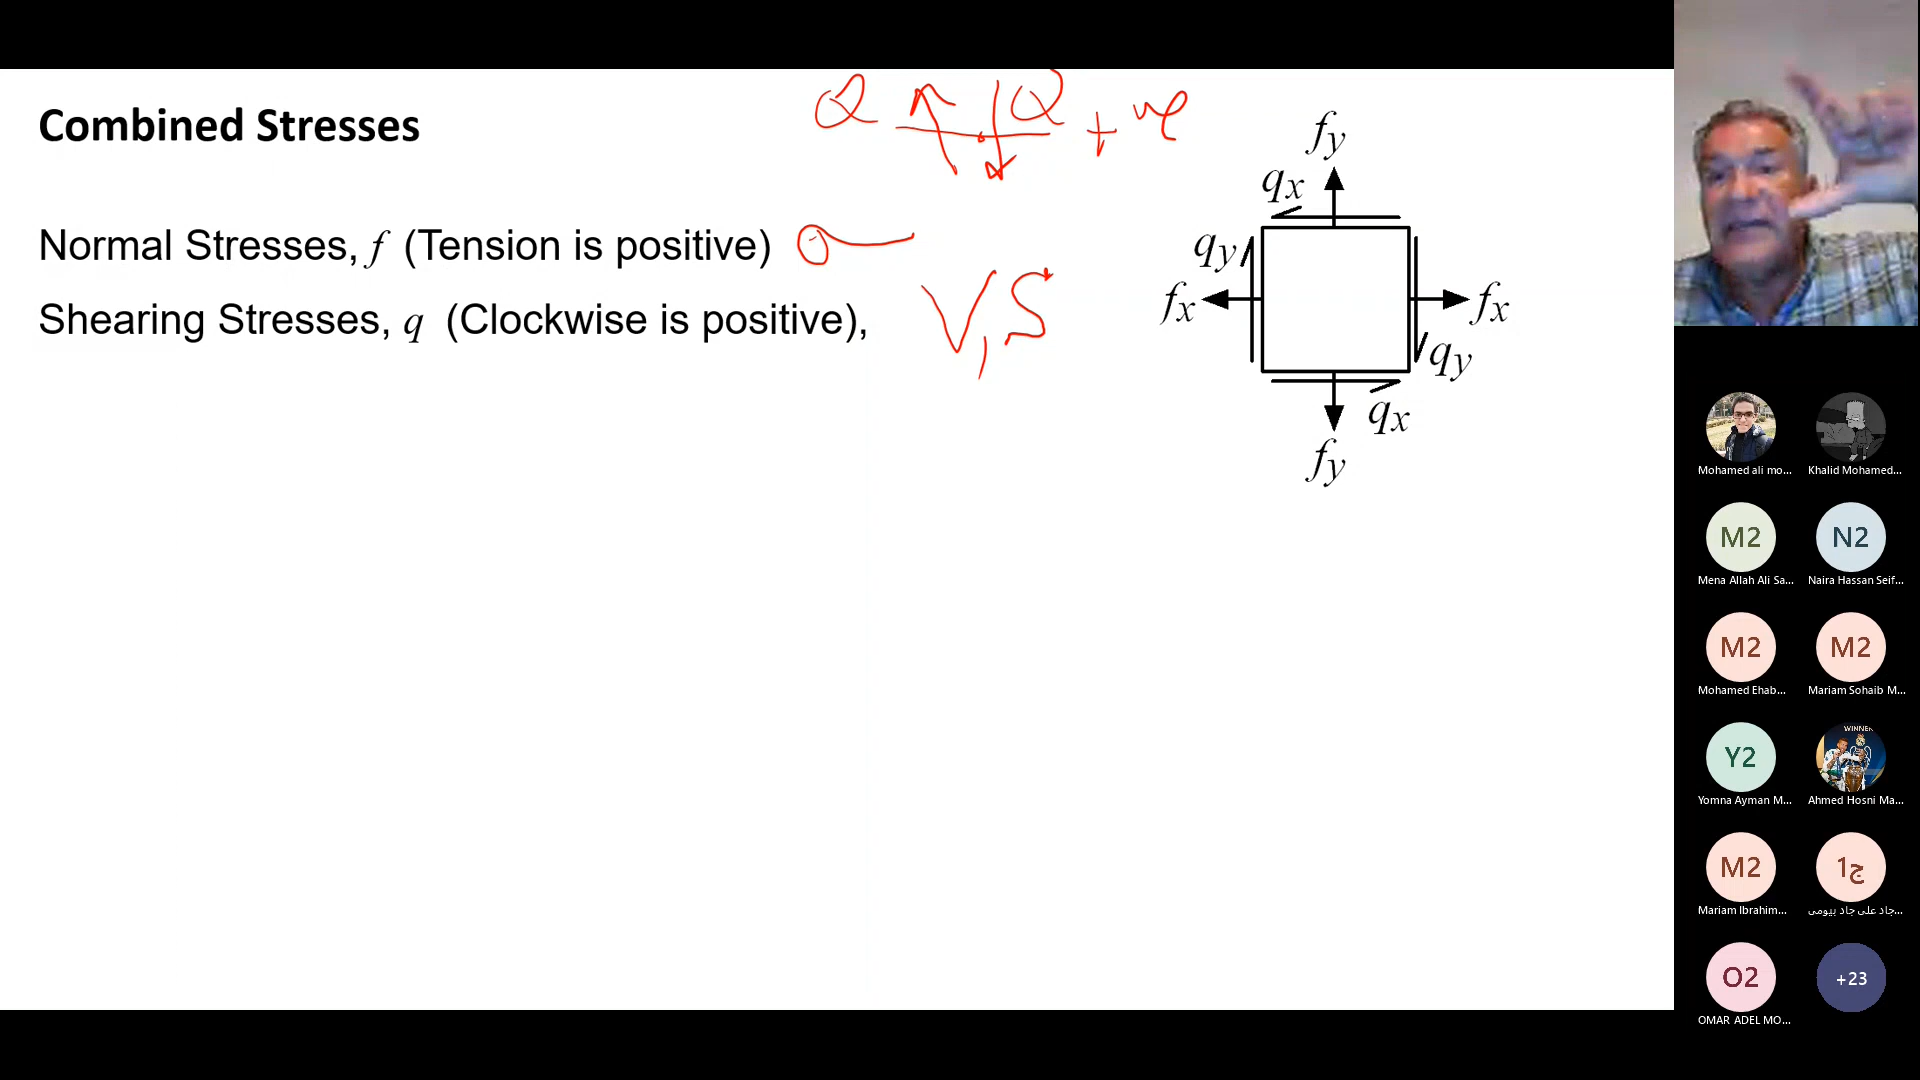 Q Q + ve
Combined Stresses
Normal Stresses, f (Tension is positive) σ
Shearing Stresses, q (Clockwise is positive), V, S
fy
qx
qy
fx
fx
qy
qx
fy
Mohamed ali mo...
Khalid Mohamed...
M2
N2
Mena Allah Ali Sa...
Naira Hassan Seif...
M2
M2
Mohamed Ehab...
Mariam Sohaib M...
WINNER
Y2
Yomna Ayman M...
Ahmed Hosni Ma...
M2
ج1
Mariam Ibrahim...
جاد على جاد بيومى...
O2
+23
OMAR ADEL MO...